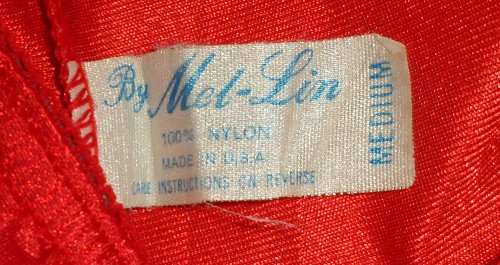 By Mel-Lin
100% NYLON
MADE IN U.S.A.
CARE INSTRUCTIONS ON REVERSE
MEDIUM